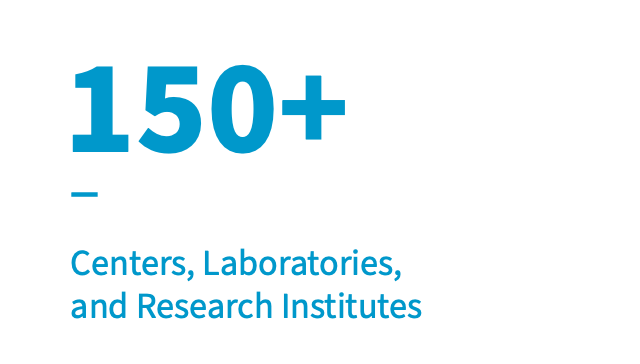 150+
Centers, Laboratories,
and Research Institutes